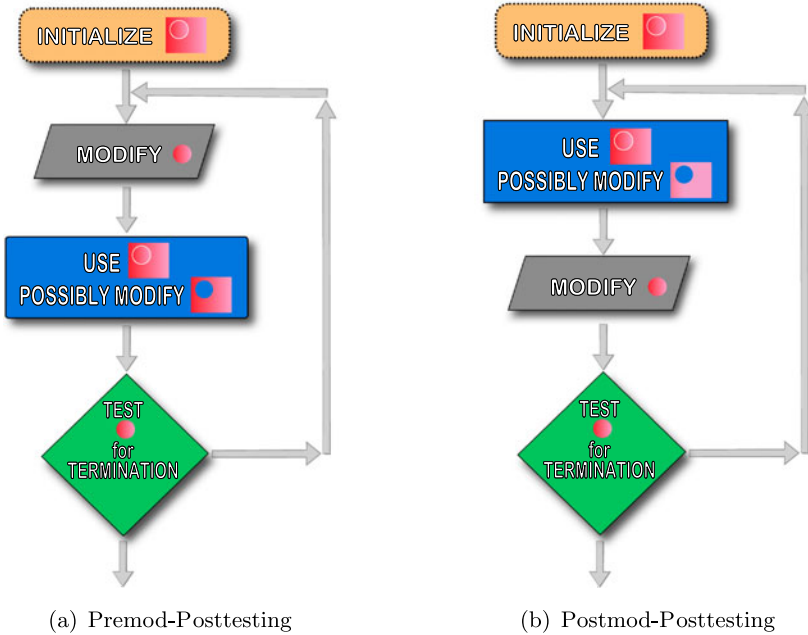 INITIALIZE
MODIFY
USE
POSSIBLY MODIFY
TEST
for
TERMINATION
(a) Premod-Posttesting
INITIALIZE
USE
POSSIBLY MODIFY
MODIFY
TEST
for
TERMINATION
(b) Postmod-Posttesting